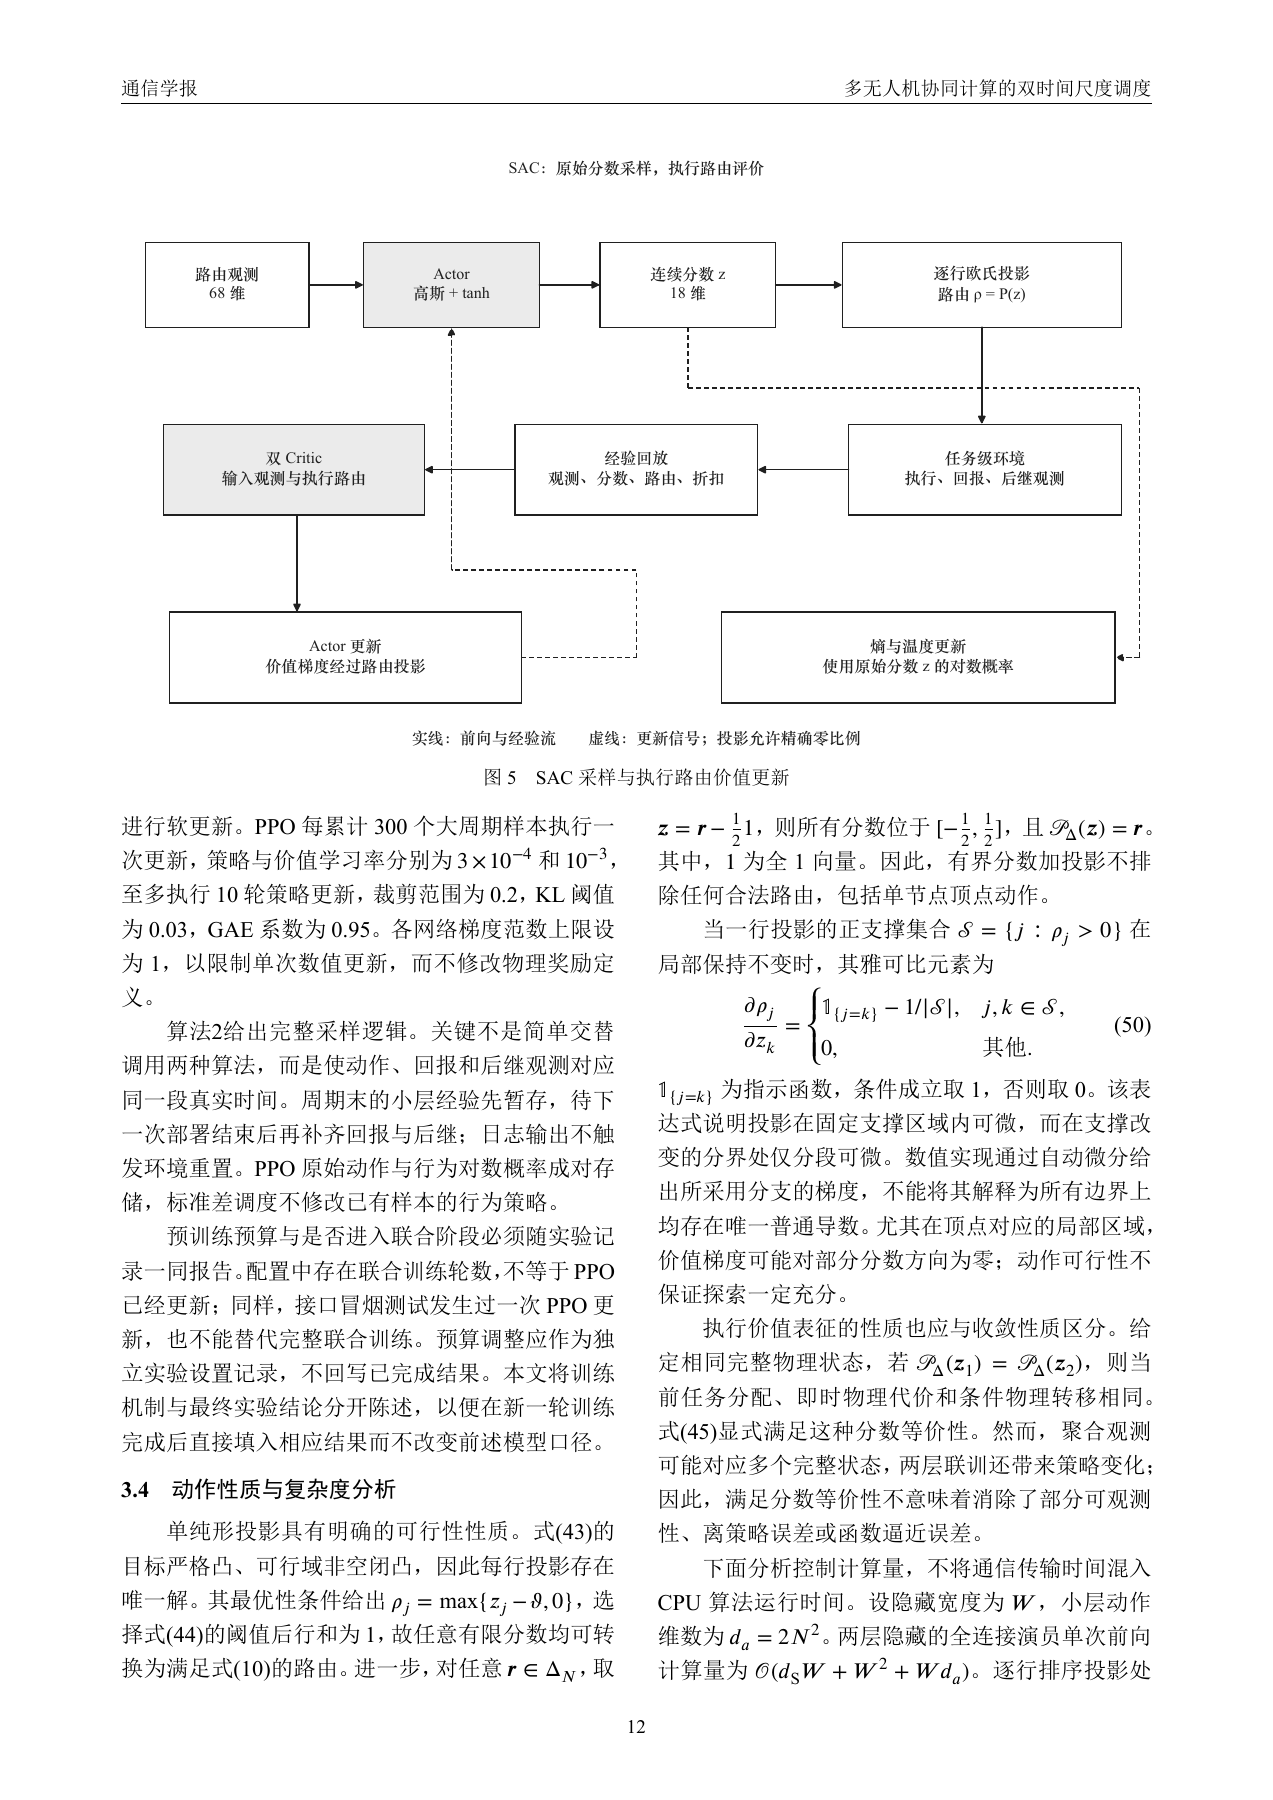 通信学报
多无人机协同计算的双时间尺度调度
SAC：原始分数采样，执行路由评价
路由观测
68 维
Actor
高斯 + tanh
连续分数 z
18 维
逐行欧氏投影
路由 ρ = P(z)
双 Critic
输入观测与执行路由
经验回放
观测、分数、路由、折扣
任务级环境
执行、回报、后继观测
Actor 更新
价值梯度经过路由投影
熵与温度更新
使用原始分数 z 的对数概率
实线：前向与经验流　　虚线：更新信号；投影允许精确零比例
图 5　SAC 采样与执行路由价值更新
进行软更新。PPO 每累计 300 个大周期样本执行一
次更新，策略与价值学习率分别为 3×10⁻⁴ 和 10⁻³，
至多执行 10 轮策略更新，裁剪范围为 0.2，KL 阈值
为 0.03，GAE 系数为 0.95。各网络梯度范数上限设
为 1，以限制单次数值更新，而不修改物理奖励定
义。
算法2给出完整采样逻辑。关键不是简单交替
调用两种算法，而是使动作、回报和后继观测对应
同一段真实时间。周期末的小层经验先暂存，待下
一次部署结束后再补齐回报与后继；日志输出不触
发环境重置。PPO 原始动作与行为对数概率成对存
储，标准差调度不修改已有样本的行为策略。
预训练预算与是否进入联合阶段必须随实验记
录一同报告。配置中存在联合训练轮数，不等于 PPO
已经更新；同样，接口冒烟测试发生过一次 PPO 更
新，也不能替代完整联合训练。预算调整应作为独
立实验设置记录，不回写已完成结果。本文将训练
机制与最终实验结论分开陈述，以便在新一轮训练
完成后直接填入相应结果而不改变前述模型口径。
3.4　动作性质与复杂度分析
单纯形投影具有明确的可行性性质。式(43)的
目标严格凸、可行域非空闭凸，因此每行投影存在
唯一解。其最优性条件给出 ρ_j = max{z_j − ϑ, 0}，选
择式(44)的阈值后行和为 1，故任意有限分数均可转
换为满足式(10)的路由。进一步，对任意 r ∈ Δ_N，取
z = r − ½1，则所有分数位于 [−½, ½]，且 𝒫_Δ(z) = r。
其中，1 为全 1 向量。因此，有界分数加投影不排
除任何合法路由，包括单节点顶点动作。
当一行投影的正支撑集合 𝒮 = {j : ρ_j > 0} 在
局部保持不变时，其雅可比元素为
∂ρ_j/∂z_k = { 𝟙_{j=k} − 1/|𝒮|,　j, k ∈ 𝒮,
0,　其他.　(50)
𝟙_{j=k} 为指示函数，条件成立取 1，否则取 0。该表
达式说明投影在固定支撑区域内可微，而在支撑改
变的分界处仅分段可微。数值实现通过自动微分给
出所采用分支的梯度，不能将其解释为所有边界上
均存在唯一普通导数。尤其在顶点对应的局部区域，
价值梯度可能对部分分数方向为零；动作可行性不
保证探索一定充分。
执行价值表征的性质也应与收敛性质区分。给
定相同完整物理状态，若 𝒫_Δ(z₁) = 𝒫_Δ(z₂)，则当
前任务分配、即时物理代价和条件物理转移相同。
式(45)显式满足这种分数等价性。然而，聚合观测
可能对应多个完整状态，两层联训还带来策略变化；
因此，满足分数等价性不意味着消除了部分可观测
性、离策略误差或函数逼近误差。
下面分析控制计算量，不将通信传输时间混入
CPU 算法运行时间。设隐藏宽度为 W，小层动作
维数为 d_a = 2N²。两层隐藏的全连接演员单次前向
计算量为 𝒪(d_S W + W² + W d_a)。逐行排序投影处
12